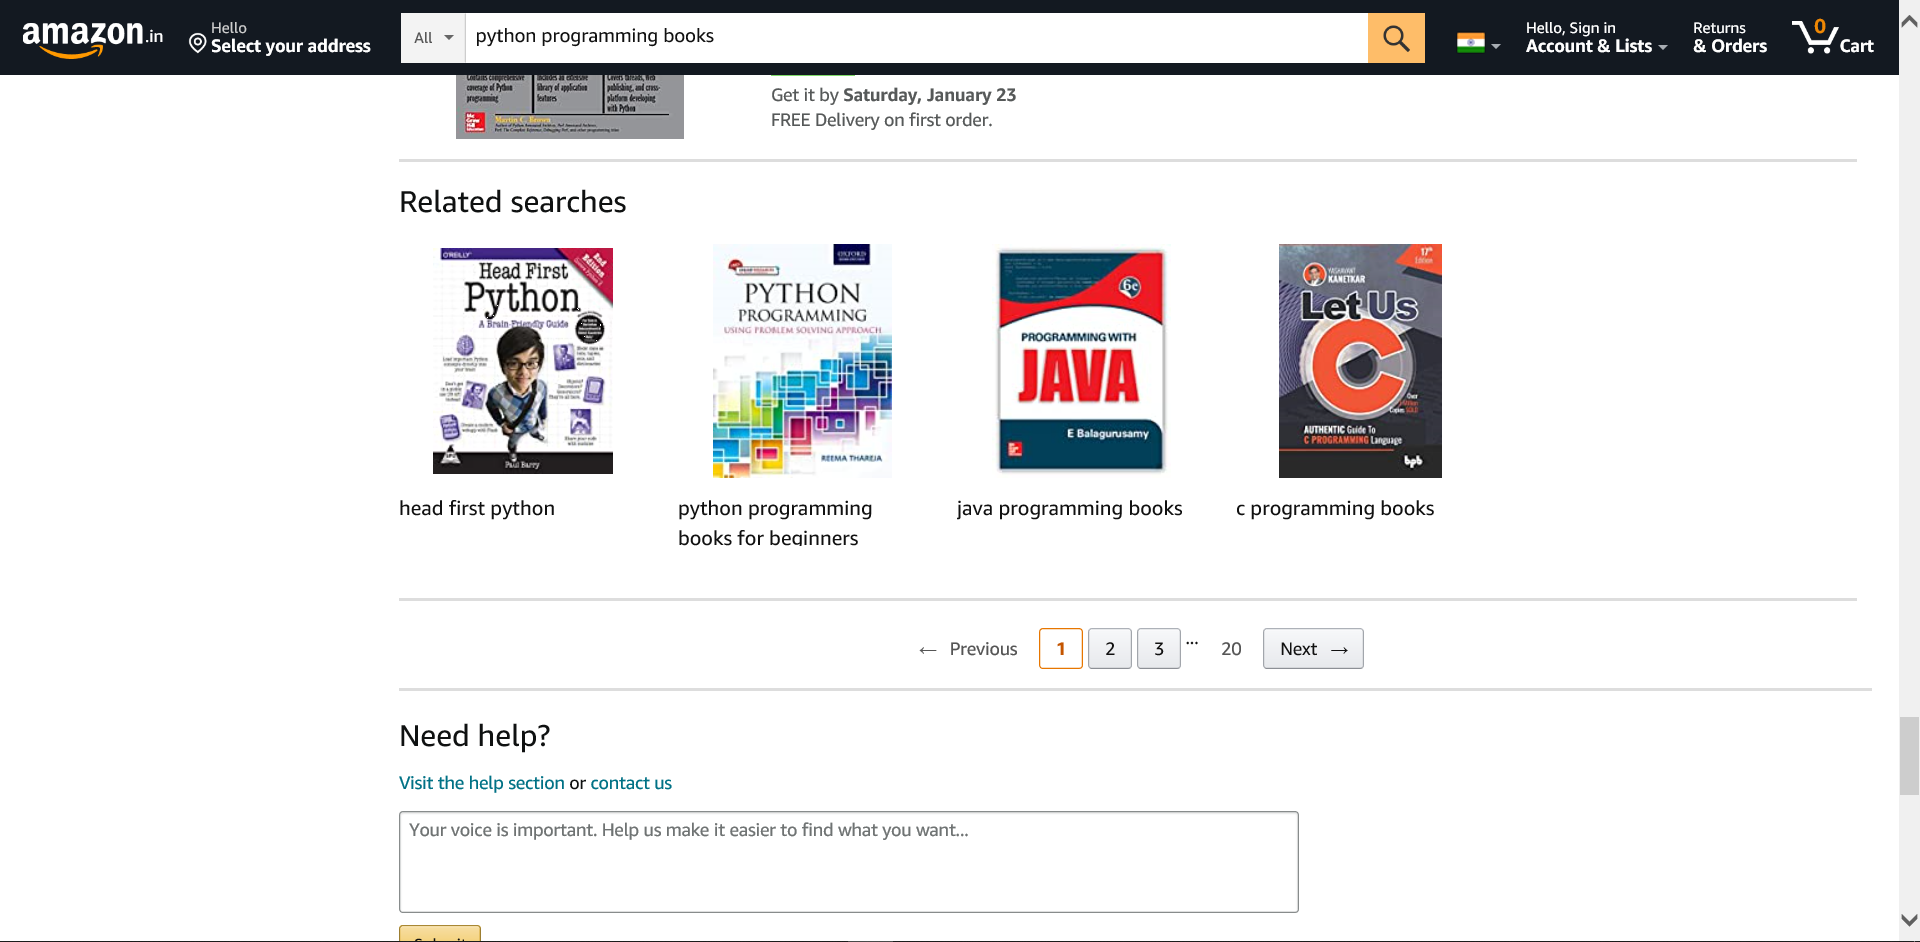 amazon.in
Hello
Select your address
All
python programming books
Hello, Sign in
Account & Lists
Returns
& Orders
0
Cart
Contains comprehensive
coverage of Python
programming
Includes an extensive
library of application
features
Covers threads, Web
publishing, and cross-
platform developing
with Python
Mc
Graw
Hill
Education
Martin C. Brown
Get it by Saturday, January 23
FREE Delivery on first order.
Related searches
O'REILLY
2nd
Edition
Head First
Python
A Brain-Friendly Guide
Paul Barry
OXFORD
PYTHON
PROGRAMMING
USING PROBLEM SOLVING APPROACH
REEMA THAREJA
6e
PROGRAMMING WITH
JAVA
E Balagurusamy
17th
Edition
YASHAVANT
KANETKAR
Let Us
C
AUTHENTIC Guide To
C PROGRAMMING Language
bpb
head first python
python programming
books for beginners
java programming books
c programming books
← Previous
1
2
3
...
20
Next →
Need help?
Visit the help section or contact us
Your voice is important. Help us make it easier to find what you want...
Submit